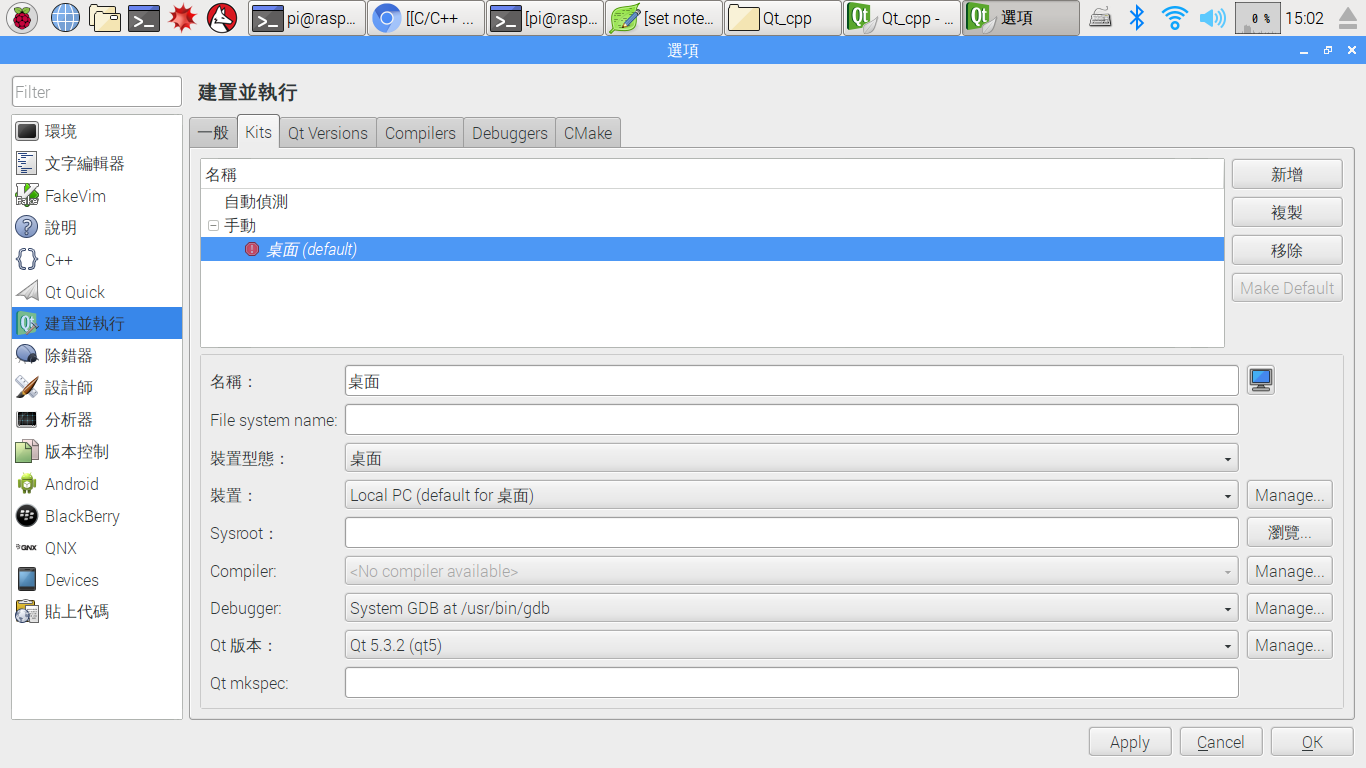 pi@rasp...
[[C/C++ ...
[pi@rasp...
[set note...
Qt_cpp
Qt_cpp - ...
選項
0 %
15:02
選項
Filter
環境
文字編輯器
FakeVim
說明
C++
Qt Quick
建置並執行
除錯器
設計師
分析器
版本控制
Android
BlackBerry
QNX
Devices
貼上代碼
建置並執行
一般 Kits Qt Versions Compilers Debuggers CMake
名稱
自動偵測
手動
桌面 (default)
新增
複製
移除
Make Default
名稱：
桌面
File system name:
裝置型態：
桌面
裝置：
Local PC (default for 桌面)
Manage...
Sysroot：
瀏覽...
Compiler:
<No compiler available>
Manage...
Debugger:
System GDB at /usr/bin/gdb
Manage...
Qt 版本：
Qt 5.3.2 (qt5)
Manage...
Qt mkspec:
Apply
Cancel
OK